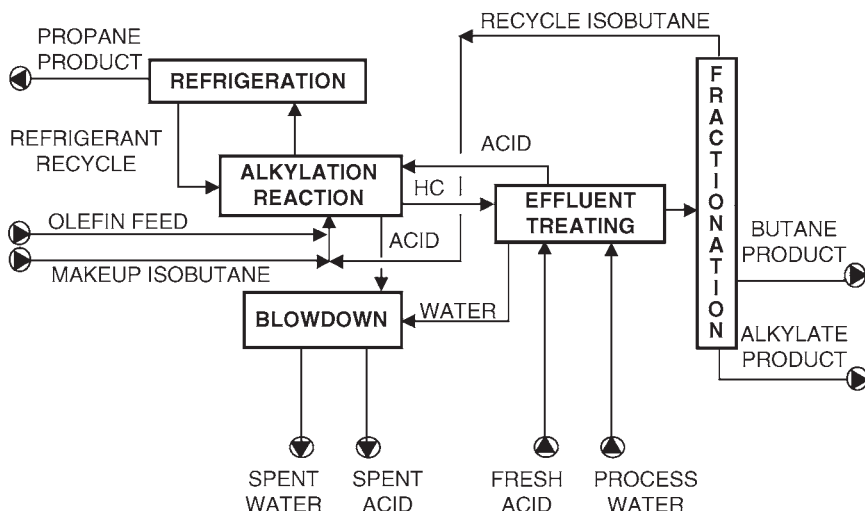 RECYCLE ISOBUTANE
PROPANE
PRODUCT
REFRIGERATION
REFRIGERANT
RECYCLE
ALKYLATION
REACTION
ACID
HC
EFFLUENT
TREATING
FRACTIONATION
OLEFIN FEED
MAKEUP ISOBUTANE
ACID
BUTANE
PRODUCT
BLOWDOWN
WATER
ALKYLATE
PRODUCT
SPENT
WATER
SPENT
ACID
FRESH
ACID
PROCESS
WATER